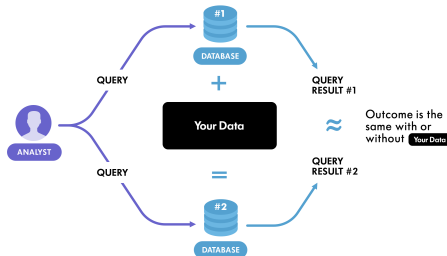 #1
DATABASE
QUERY
QUERY
RESULT #1
+
Your Data
≈
Outcome is the
same with or
without Your Data
ANALYST
QUERY
=
QUERY
RESULT #2
#2
DATABASE